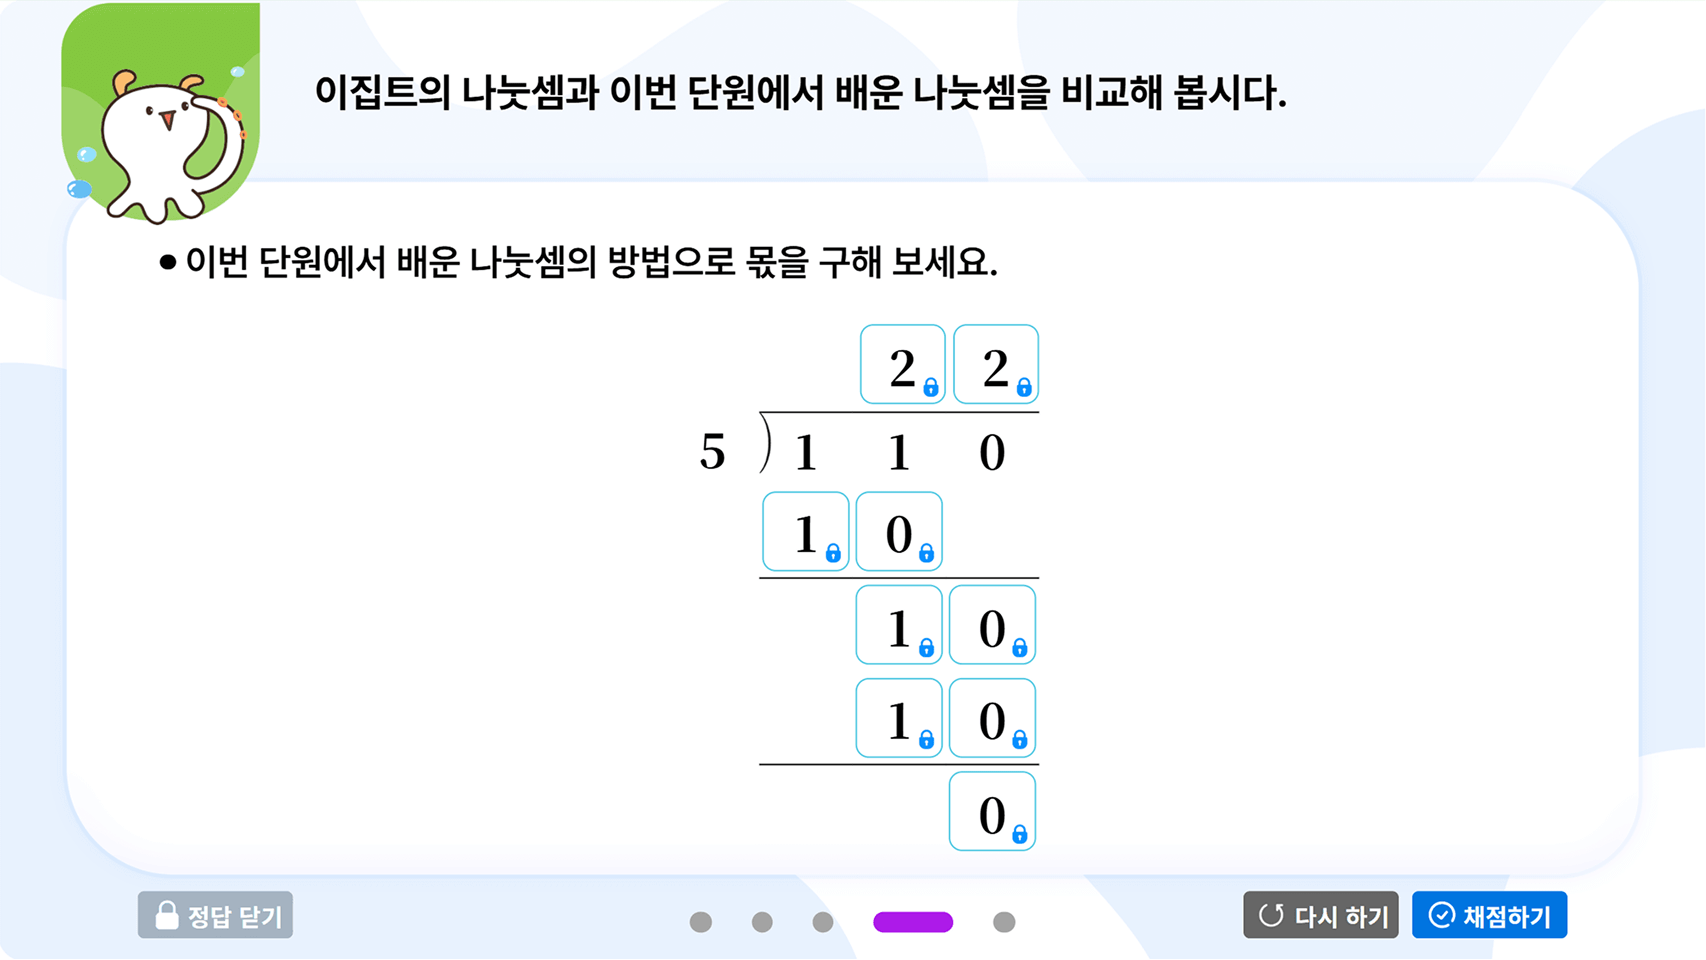 이집트의 나눗셈과 이번 단원에서 배운 나눗셈을 비교해 봅시다.
● 이번 단원에서 배운 나눗셈의 방법으로 몫을 구해 보세요.
2 2
5 ) 1 1 0
1 0
1 0
1 0
0
정답 닫기
다시 하기
채점하기